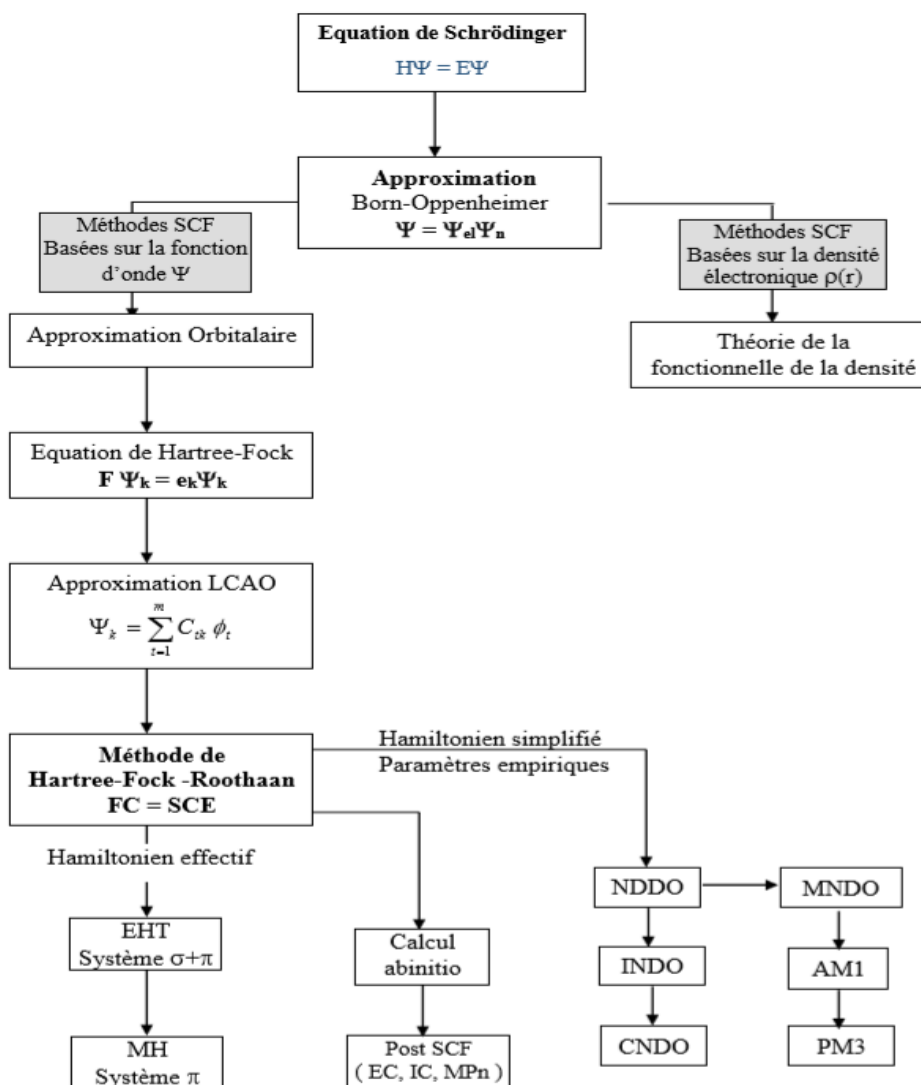 Equation de Schrödinger
HΨ = EΨ
Approximation
Born-Oppenheimer
Ψ = ΨelΨn
Méthodes SCF
Basées sur la fonction
d'onde Ψ
Méthodes SCF
Basées sur la densité
électronique ρ(r)
Approximation Orbitalaire
Théorie de la
fonctionnelle de la densité
Equation de Hartree-Fock
F Ψk = ekΨk
Approximation LCAO
Ψk = ∑ t=1 m Ctk ϕt
Méthode de
Hartree-Fock -Roothaan
FC = SCE
Hamiltonien simplifié
Paramètres empiriques
Hamiltonien effectif
NDDO
MNDO
EHT
Système σ+π
Calcul
abinitio
INDO
AM1
MH
Système π
Post SCF
( EC, IC, MPn )
CNDO
PM3